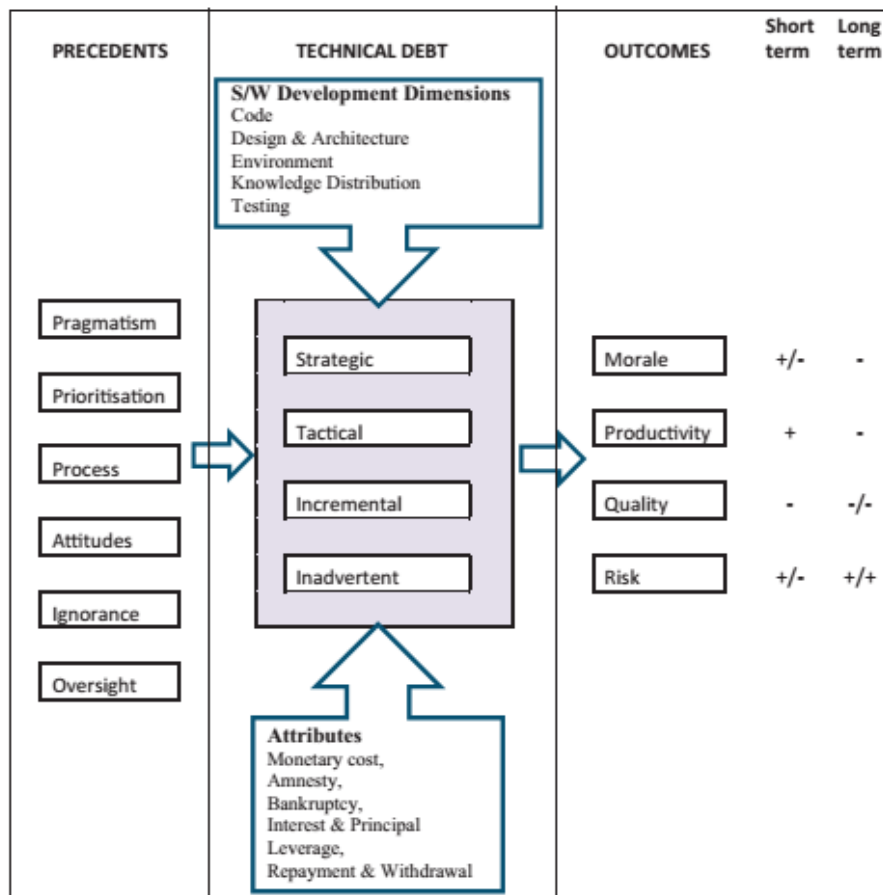 PRECEDENTS
TECHNICAL DEBT
OUTCOMES
Short term
Long term
S/W Development Dimensions
Code
Design & Architecture
Environment
Knowledge Distribution
Testing
Pragmatism
Prioritisation
Process
Attitudes
Ignorance
Oversight
Strategic
Tactical
Incremental
Inadvertent
Morale +/- -
Productivity + -
Quality - -/-
Risk +/- +/+
Attributes
Monetary cost,
Amnesty,
Bankruptcy,
Interest & Principal
Leverage,
Repayment & Withdrawal